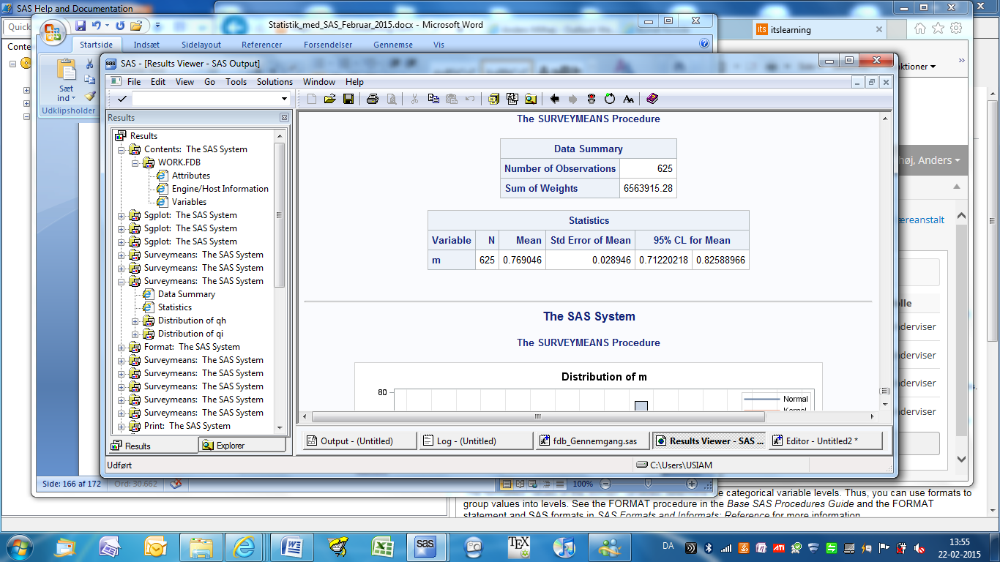 SAS Help and Documentation
Quick
Conte
Statistik_med_SAS_Februar_2015.docx - Microsoft Word
Startside Indsæt Sidelayout Referencer Forsendelser Gennemse Vis
Sæt
ind
Udklipsholder
itslearning
SAS - [Results Viewer - SAS Output]
File Edit View Go Tools Solutions Window Help
Results
Results
Contents: The SAS System
WORK.FDB
Attributes
Engine/Host Information
Variables
Sgplot: The SAS System
Sgplot: The SAS System
Sgplot: The SAS System
Surveymeans: The SAS System
Surveymeans: The SAS System
Surveymeans: The SAS System
Data Summary
Statistics
Distribution of qh
Distribution of qi
Format: The SAS System
Surveymeans: The SAS System
Surveymeans: The SAS System
Surveymeans: The SAS System
Surveymeans: The SAS System
Surveymeans: The SAS System
Print: The SAS System
Results Explorer
The SURVEYMEANS Procedure
Data Summary
Number of Observations 625
Sum of Weights 6563915.28
Statistics
Variable N Mean Std Error of Mean 95% CL for Mean
m 625 0.769046 0.028946 0.71220218 0.82588966
The SAS System
The SURVEYMEANS Procedure
Distribution of m
80
Normal
Kernel
Output - (Untitled) Log - (Untitled) fdb_Gennemgang.sas Results Viewer - SAS ... Editor - Untitled2 *
Udført C:\Users\USIAM
Side: 166 af 172 Ord: 30.662 100%
ktioner
høj, Anders
æreanstalt
lle
nderviser
nderviser
nderviser
nderviser
e categorical variable levels. Thus, you can use formats to
group values into levels. See the FORMAT procedure in the Base SAS Procedures Guide and the FORMAT
statement and SAS formats in SAS Formats and Informats: Reference for more information.
sas TEX DA ATI 13:55
22-02-2015